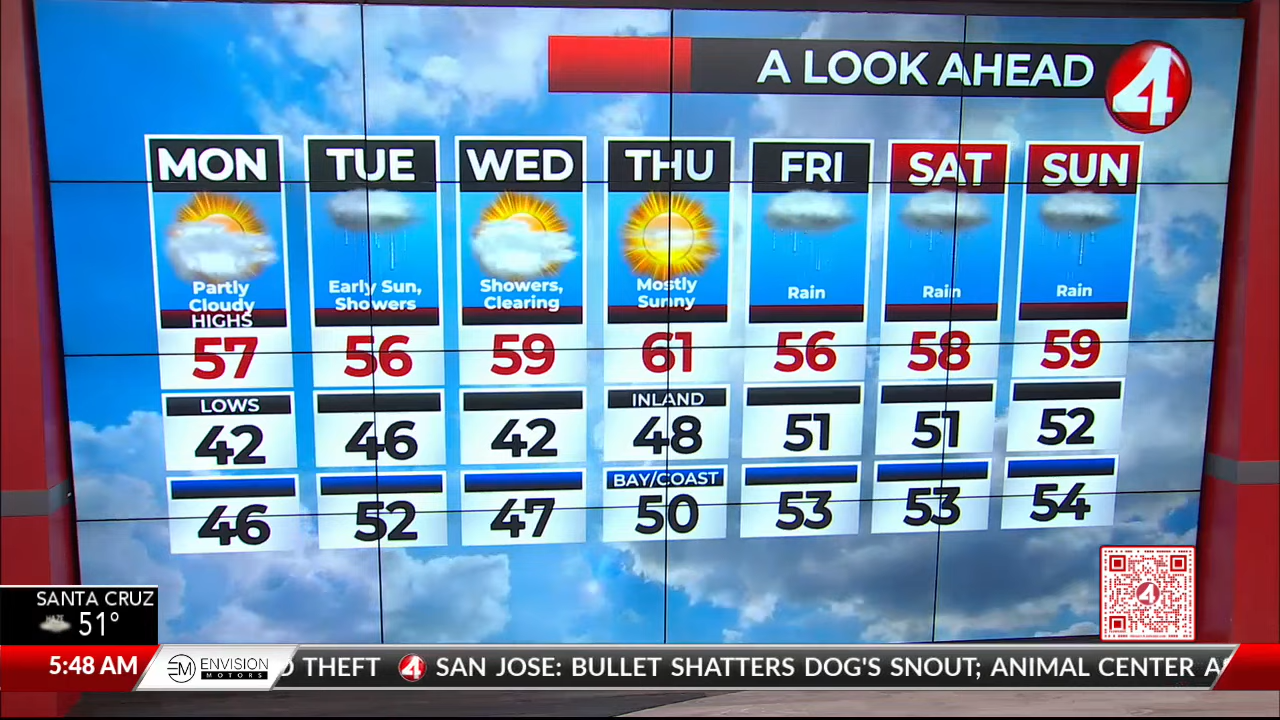 A LOOK AHEAD
4
MON TUE WED THU FRI SAT SUN
Partly Cloudy
Early Sun, Showers
Showers, Clearing
Mostly Sunny
Rain
Rain
Rain
HIGHS
57 56 59 61 56 58 59
LOWS
INLAND
42 46 42 48 51 51 52
BAY/COAST
46 52 47 50 53 53 54
SANTA CRUZ
HAZE
51°
5:48 AM
EM ENVISION
MOTORS
D THEFT 4 SAN JOSE: BULLET SHATTERS DOG'S SNOUT; ANIMAL CENTER AS